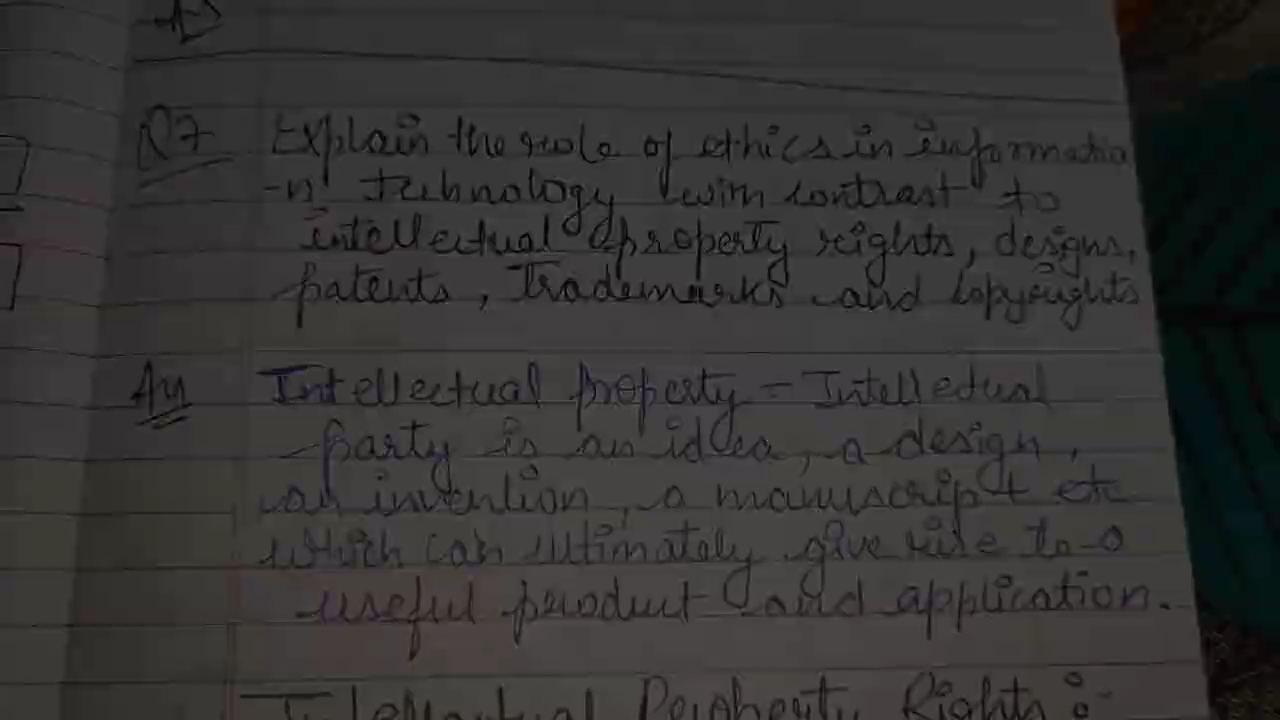 Q7 Explain the role of ethics in informatio
-n technology with contrast to
intellectual property rights, designs,
patents, Trademarks and copyrights
Intellectual property - Intellectual
party is an idea, a design,
an invention, a manuscript etc
which can ultimately give rise to a
useful product and application.
Intellectual Property Rights :-